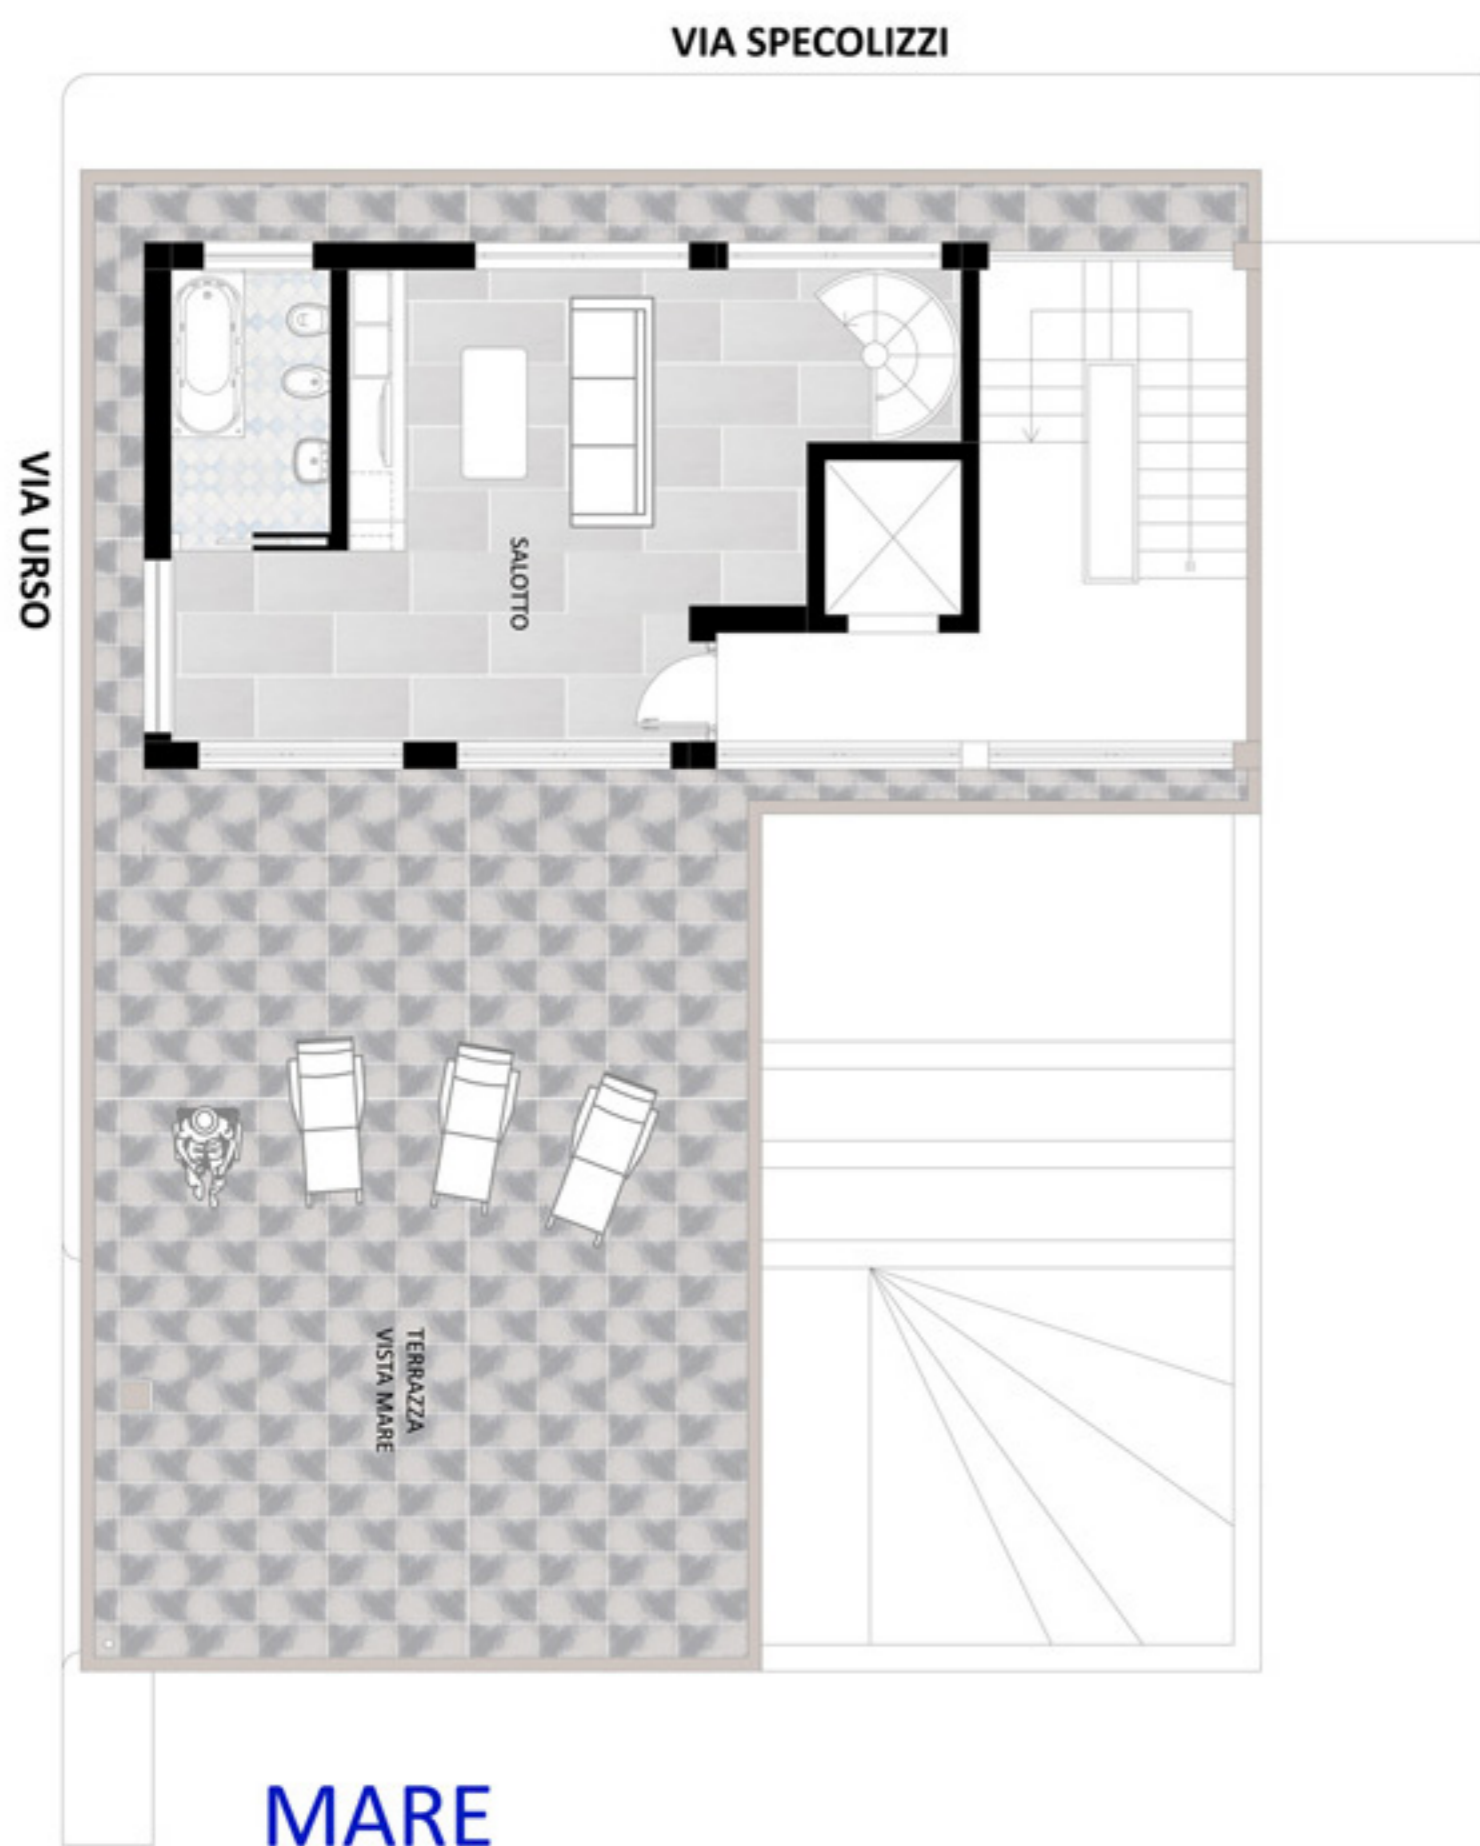 VIA SPECOLIZZI
VIA URSO
SALOTTO
TERRAZZA
VISTA MARE
MARE